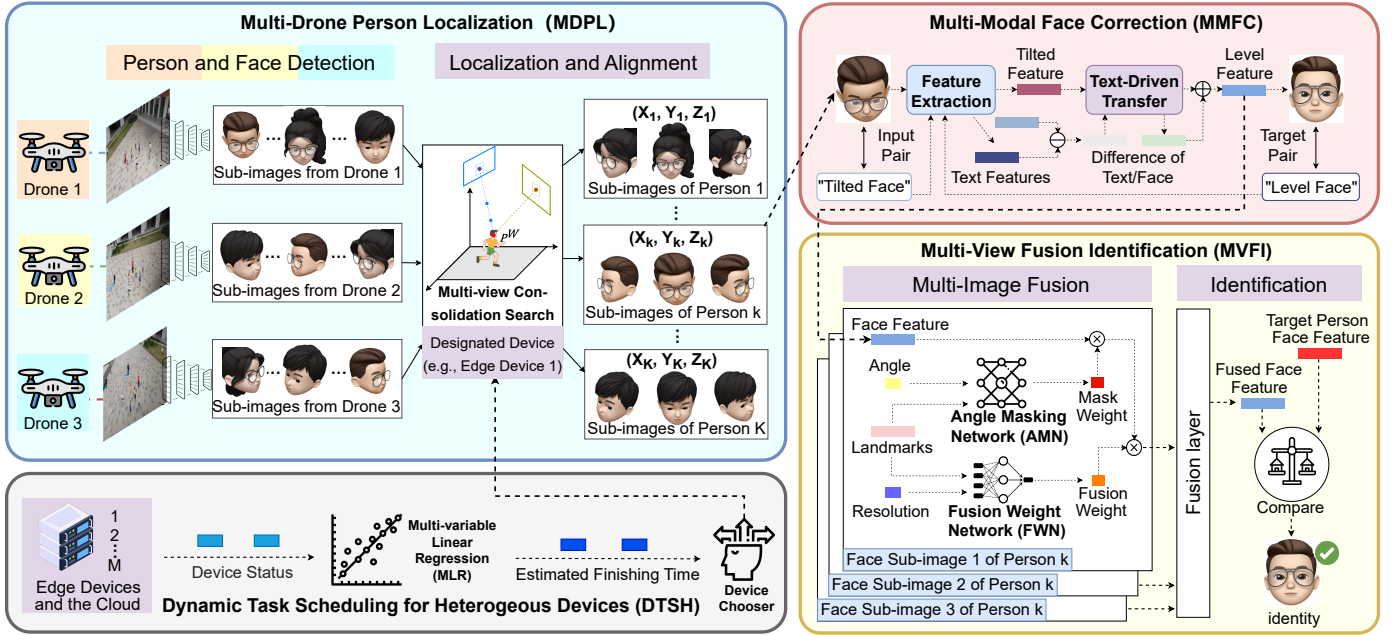 Multi-Drone Person Localization (MDPL)
Person and Face Detection
Localization and Alignment
Drone 1
Sub-images from Drone 1
Drone 2
Sub-images from Drone 2
Drone 3
Sub-images from Drone 3
P^W
Multi-view Con-
solidation Search
Designated Device
(e.g., Edge Device 1)
(X₁, Y₁, Z₁)
Sub-images of Person 1
(Xₖ, Yₖ, Zₖ)
Sub-images of Person k
(X_K, Y_K, Z_K)
Sub-images of Person K
Multi-Modal Face Correction (MMFC)
Feature
Extraction
Tilted
Feature
Text-Driven
Transfer
Level
Feature
Input
Pair
Text Features
Difference of
Text/Face
Target
Pair
"Tilted Face"
"Level Face"
Multi-View Fusion Identification (MVFI)
Multi-Image Fusion
Identification
Face Feature
Angle
Angle Masking
Network (AMN)
Mask
Weight
Landmarks
Resolution
Fusion Weight
Network (FWN)
Fusion
Weight
Face Sub-image 1 of Person k
Face Sub-image 2 of Person k
Face Sub-image 3 of Person k
Fusion layer
Target Person
Face Feature
Fused Face
Feature
Compare
identity
1
2
M
Edge Devices
and the Cloud
Device Status
Multi-variable
Linear
Regression
(MLR)
Estimated Finishing Time
Device
Chooser
Dynamic Task Scheduling for Heterogeous Devices (DTSH)